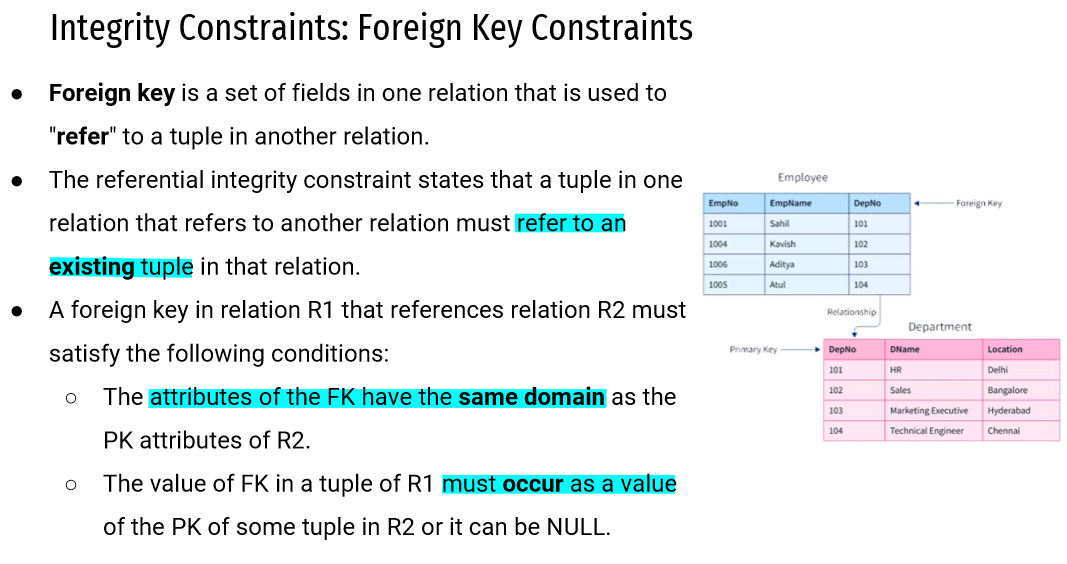 Integrity Constraints: Foreign Key Constraints
● Foreign key is a set of fields in one relation that is used to
"refer" to a tuple in another relation.
● The referential integrity constraint states that a tuple in one
relation that refers to another relation must refer to an
existing tuple in that relation.
● A foreign key in relation R1 that references relation R2 must
satisfy the following conditions:
○ The attributes of the FK have the same domain as the
PK attributes of R2.
○ The value of FK in a tuple of R1 must occur as a value
of the PK of some tuple in R2 or it can be NULL.
Employee
EmpNo EmpName DepNo
Foreign Key
1001 Sahil 101
1004 Kavish 102
1006 Aditya 103
1005 Atul 104
Relationship
Department
Primary Key
DepNo DName Location
101 HR Delhi
102 Sales Bangalore
103 Marketing Executive Hyderabad
104 Technical Engineer Chennai